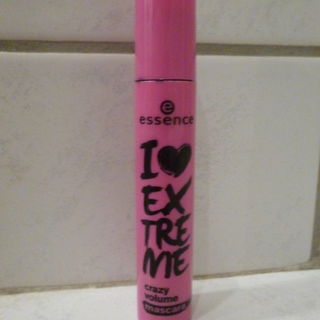 essence
I ♥
EX
TRE
ME
crazy
volume
mascara